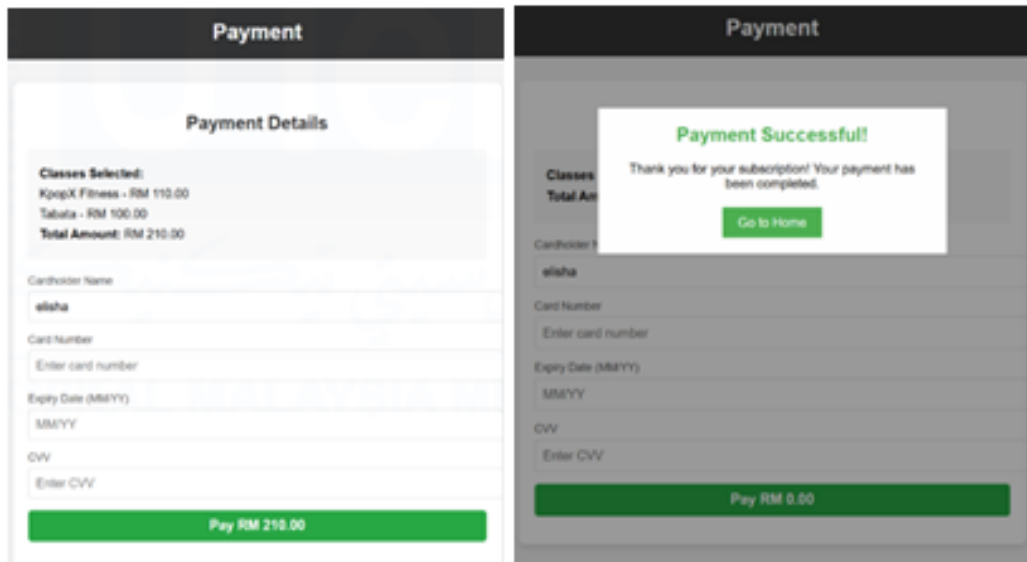 Payment
Payment Details
Classes Selected:
KpopX Fitness - RM 110.00
Tabata - RM 100.00
Total Amount: RM 210.00
Cardholder Name
elisha
Card Number
Enter card number
Expiry Date (MM/YY)
MM/YY
CVV
Enter CVV
Pay RM 210.00
Payment
Payment Successful!
Thank you for your subscription! Your payment has
been completed.
Go to Home
Classes
Total Am
Cardholder N
elisha
Card Number
Enter card number
Expiry Date (MM/YY)
MM/YY
CVV
Enter CVV
Pay RM 0.00